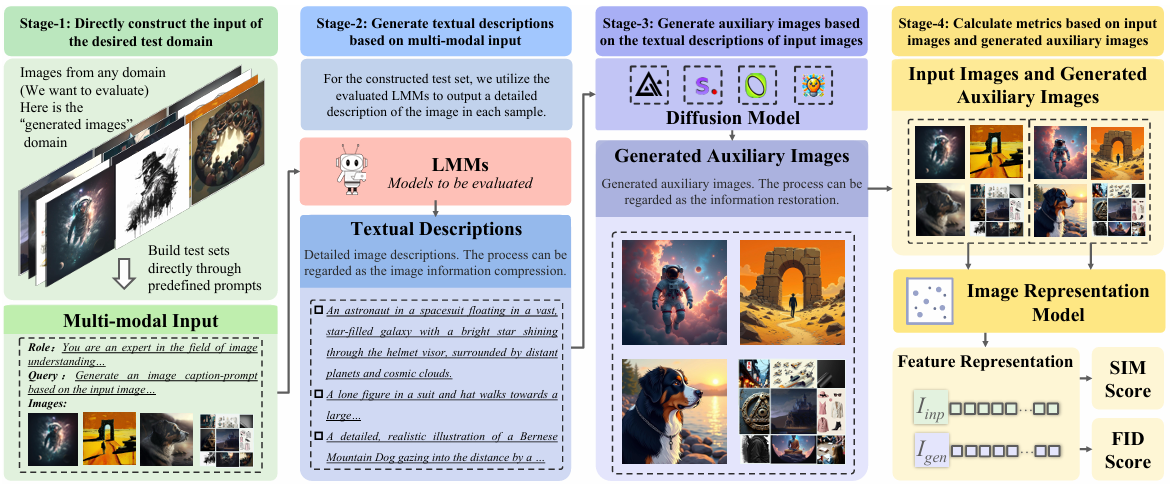 Stage-1: Directly construct the input of
the desired test domain
Images from any domain
(We want to evaluate)
Here is the
“generated images”
domain
Build test sets
directly through
predefined prompts
Multi-modal Input
Role: You are an expert in the field of image
understanding…
Query : Generate an image caption-prompt
based on the input image…
Images:
Stage-2: Generate textual descriptions
based on multi-modal input
For the constructed test set, we utilize the
evaluated LMMs to output a detailed
description of the image in each sample.
LMMs
Models to be evaluated
Textual Descriptions
Detailed image descriptions. The process can be
regarded as the image information compression.
An astronaut in a spacesuit floating in a vast,
star-filled galaxy with a bright star shining
through the helmet visor, surrounded by distant
planets and cosmic clouds.
A lone figure in a suit and hat walks towards a
large…
A detailed, realistic illustration of a Bernese
Mountain Dog gazing into the distance by a …
Stage-3: Generate auxiliary images based
on the textual descriptions of input images
Diffusion Model
Generated Auxiliary Images
Generated auxiliary images. The process can be
regarded as the information restoration.
Stage-4: Calculate metrics based on input
images and generated auxiliary images
Input Images and Generated
Auxiliary Images
Image Representation
Model
Feature Representation
I_inp
I_gen
SIM
Score
FID
Score